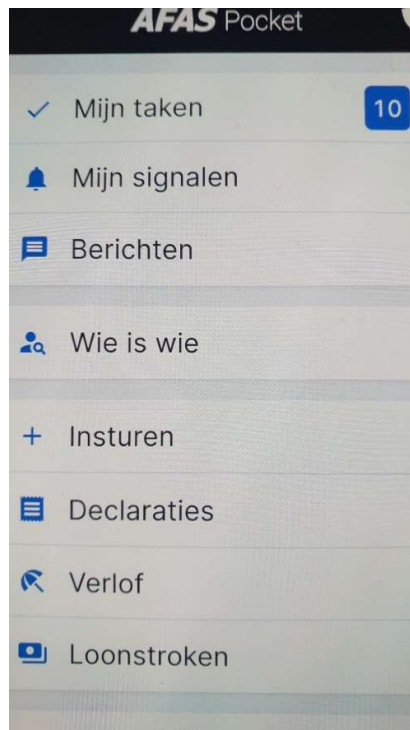 AFAS Pocket
Mijn taken 10
Mijn signalen
Berichten
Wie is wie
Insturen
Declaraties
Verlof
Loonstroken